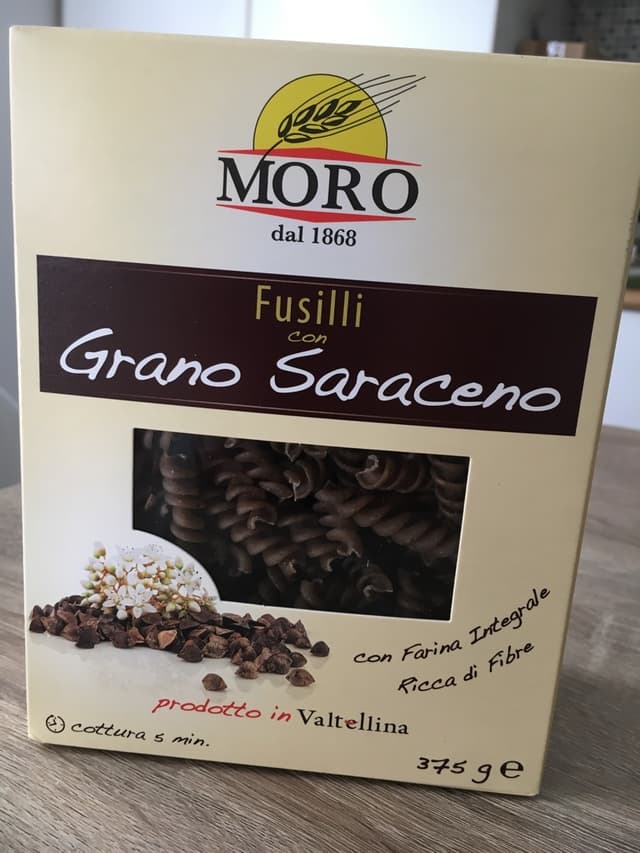 MORO
dal 1868
Fusilli
con
Grano Saraceno
con Farina Integrale
Ricca di Fibre
prodotto in Valtellina
cottura 5 min.
375 g e